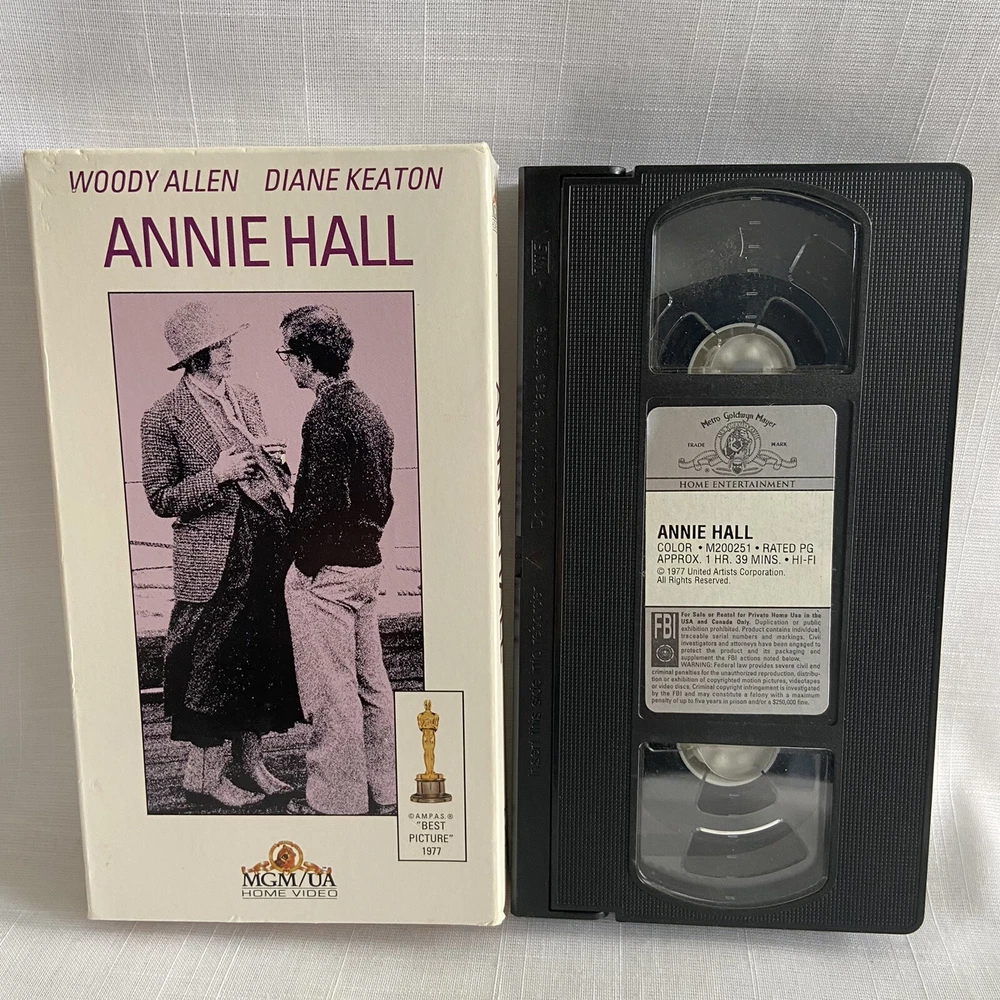 WOODY ALLEN DIANE KEATON
ANNIE HALL
© A.M.P.A.S.®
"BEST
PICTURE"
1977
MGM/UA
HOME VIDEO
Metro Goldwyn Mayer
TRADE MARK
HOME ENTERTAINMENT
ANNIE HALL
COLOR • M200251 • RATED PG
APPROX. 1 HR. 39 MINS. • HI-FI
© 1977 United Artists Corporation.
All Rights Reserved.
FBI
For Sale or Rental for Private Home Use in the
USA and Canada Only. Duplication or public
exhibition prohibited. Product contains individual,
traceable serial numbers and markings. Civil
investigators and attorneys have been engaged to
protect the product and its packaging and
supplement the FBI actions noted below.
WARNING: Federal law provides severe civil and
criminal penalties for the unauthorized reproduction, distribu-
tion or exhibition of copyrighted motion pictures, videotapes
or video discs. Criminal copyright infringement is investigated
by the FBI and may constitute a felony with a maximum
penalty of up to five years in prison and/or a $250,000 fine.